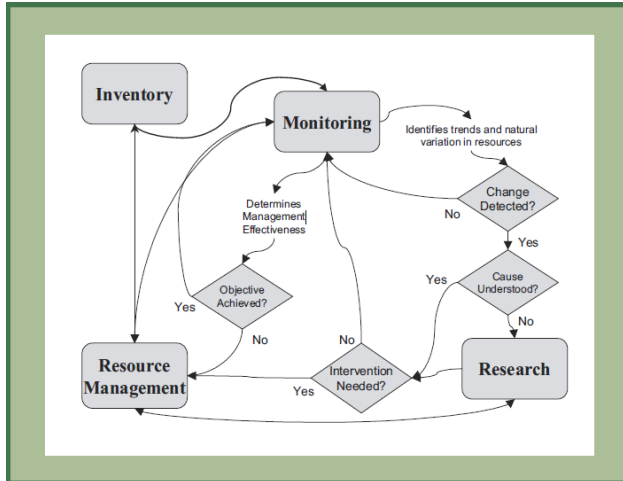 Inventory
Monitoring
Identifies trends and natural
variation in resources
Change
Detected?
No
Yes
Determines
Management
Effectiveness
Cause
Understood?
Yes
No
Objective
Achieved?
Yes
No
No
Intervention
Needed?
Yes
Resource
Management
Research